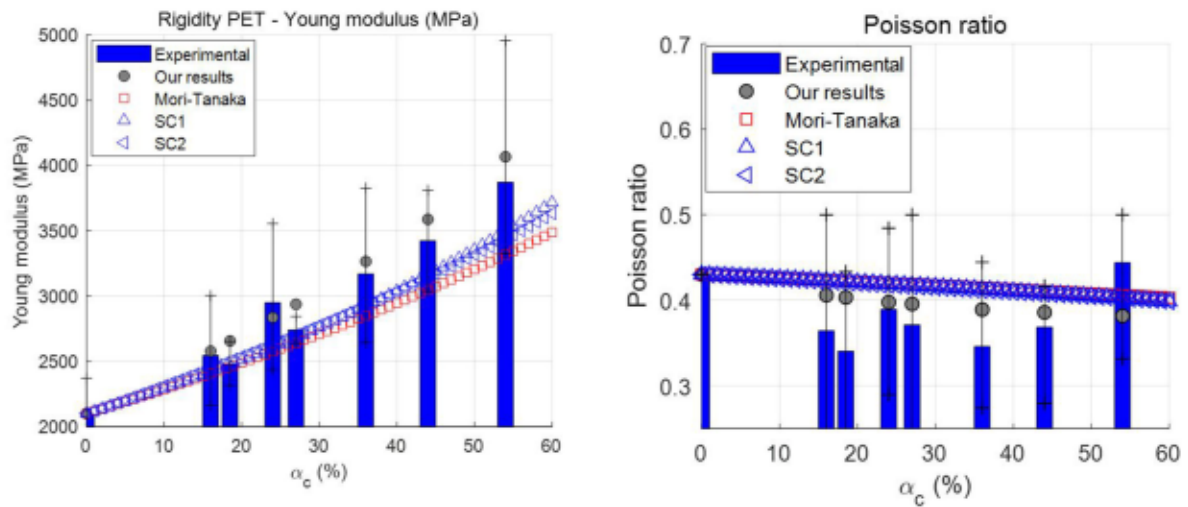 Rigidity PET - Young modulus (MPa)
5000
4500
4000
3500
3000
2500
2000
Young modulus (MPa)
Experimental
Our results
Mori-Tanaka
SC1
SC2
0 10 20 30 40 50 60
α_c (%)
Poisson ratio
0.7
0.6
0.5
0.4
0.3
Poisson ratio
Experimental
Our results
Mori-Tanaka
SC1
SC2
0 10 20 30 40 50 60
α_c (%)